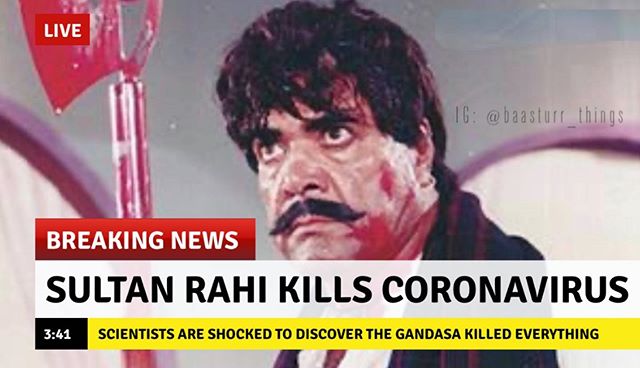 LIVE
IG: @baasturr_things
BREAKING NEWS
SULTAN RAHI KILLS CORONAVIRUS
3:41 SCIENTISTS ARE SHOCKED TO DISCOVER THE GANDASA KILLED EVERYTHING